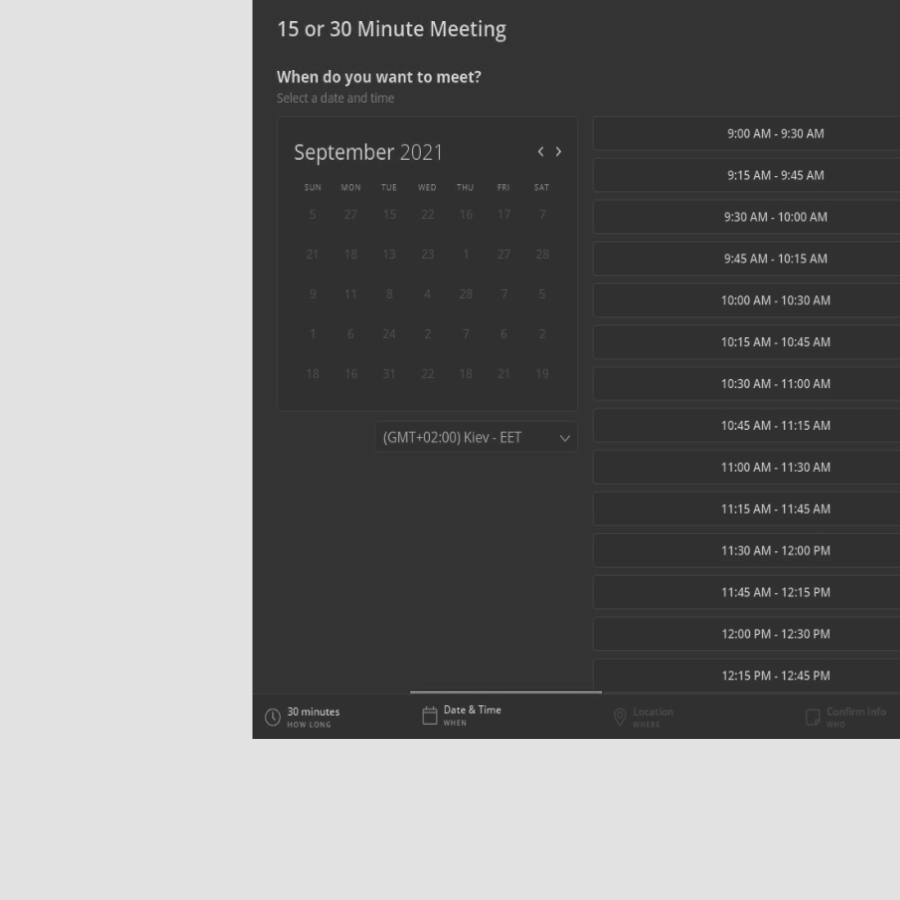 15 or 30 Minute Meeting
When do you want to meet?
Select a date and time
September 2021
SUN MON TUE WED THU FRI SAT
5 27 15 22 16 17 7
21 18 13 23 1 27 28
9 11 8 4 28 7 5
1 6 24 2 7 6 2
18 16 31 22 18 21 19
(GMT+02:00) Kiev - EET
9:00 AM - 9:30 AM
9:15 AM - 9:45 AM
9:30 AM - 10:00 AM
9:45 AM - 10:15 AM
10:00 AM - 10:30 AM
10:15 AM - 10:45 AM
10:30 AM - 11:00 AM
10:45 AM - 11:15 AM
11:00 AM - 11:30 AM
11:15 AM - 11:45 AM
11:30 AM - 12:00 PM
11:45 AM - 12:15 PM
12:00 PM - 12:30 PM
12:15 PM - 12:45 PM
30 minutes
HOW LONG
Date & Time
WHEN
Location
WHERE
Confirm Info
WHO